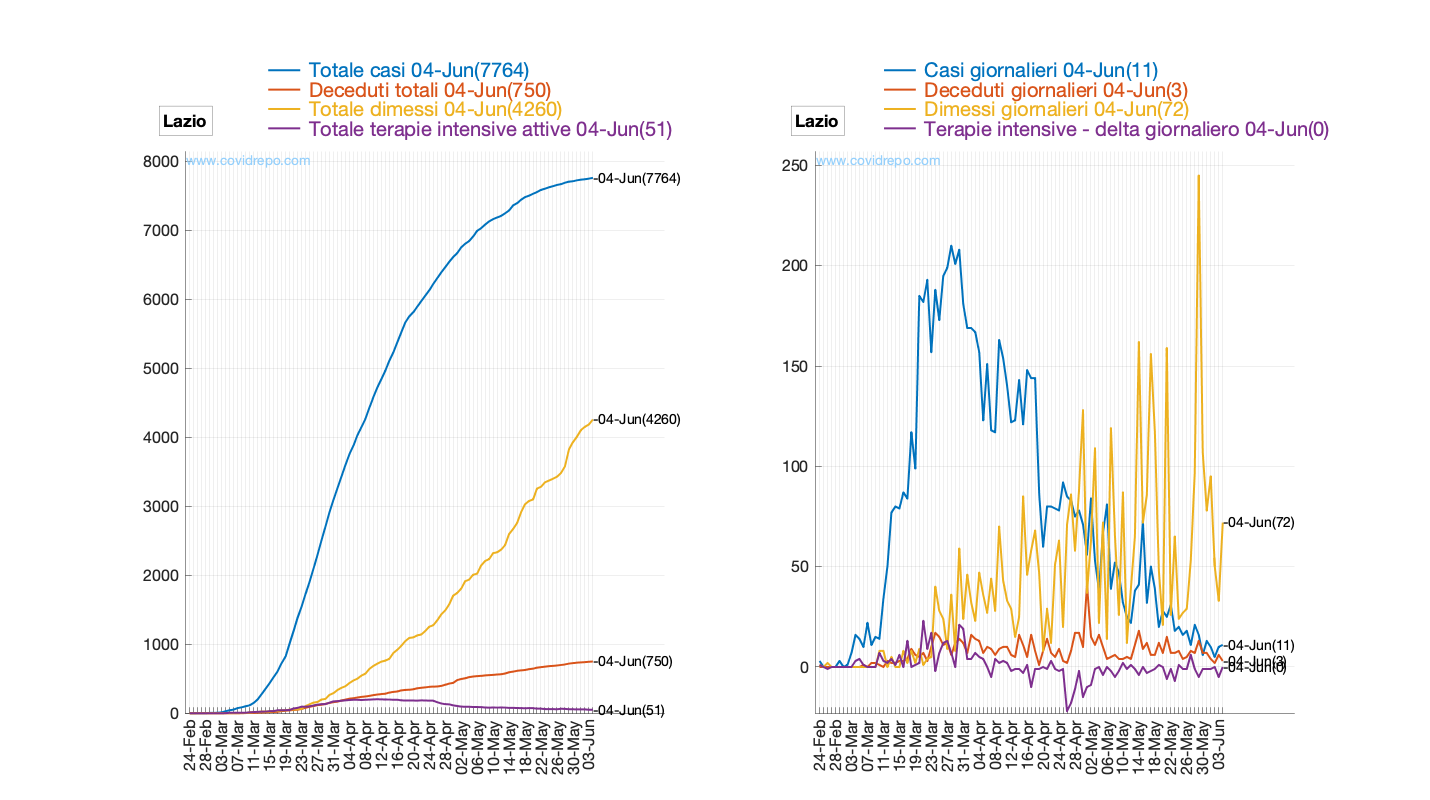 Totale casi 04-Jun(7764)
Deceduti totali 04-Jun(750)
Totale dimessi 04-Jun(4260)
Totale terapie intensive attive 04-Jun(51)
Lazio
www.covidrepo.com
8000
7000
6000
5000
4000
3000
2000
1000
0
-04-Jun(7764)
-04-Jun(4260)
-04-Jun(750)
-04-Jun(51)
24-Feb
28-Feb
03-Mar
07-Mar
11-Mar
15-Mar
19-Mar
23-Mar
27-Mar
31-Mar
04-Apr
08-Apr
12-Apr
16-Apr
20-Apr
24-Apr
28-Apr
02-May
06-May
10-May
14-May
18-May
22-May
26-May
30-May
03-Jun
Casi giornalieri 04-Jun(11)
Deceduti giornalieri 04-Jun(3)
Dimessi giornalieri 04-Jun(72)
Terapie intensive - delta giornaliero 04-Jun(0)
Lazio
www.covidrepo.com
250
200
150
100
50
0
-04-Jun(72)
-04-Jun(11)
-04-Jun(3)
-04-Jun(0)
24-Feb
28-Feb
03-Mar
07-Mar
11-Mar
15-Mar
19-Mar
23-Mar
27-Mar
31-Mar
04-Apr
08-Apr
12-Apr
16-Apr
20-Apr
24-Apr
28-Apr
02-May
06-May
10-May
14-May
18-May
22-May
26-May
30-May
03-Jun